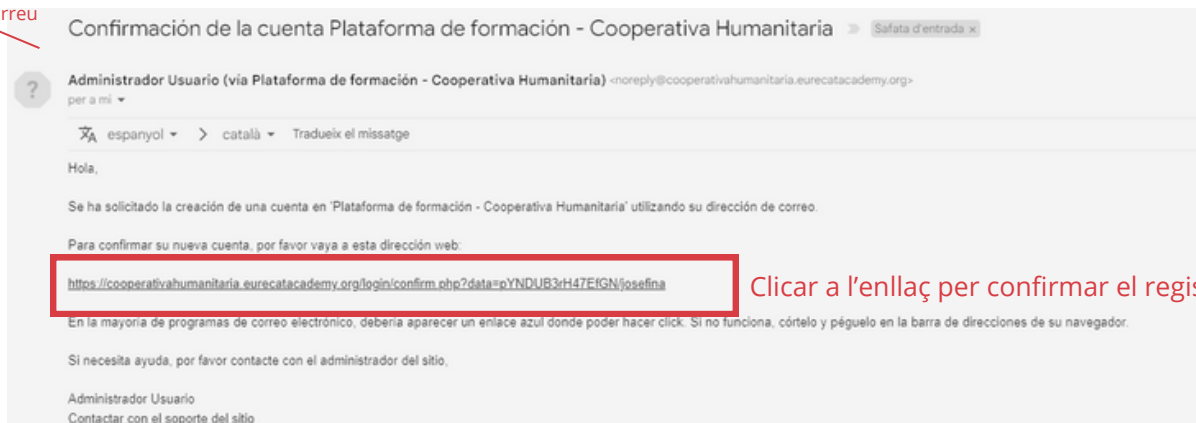 rreu
Confirmación de la cuenta Plataforma de formación - Cooperativa Humanitaria Safata d'entrada x
Administrador Usuario (vía Plataforma de formación - Cooperativa Humanitaria) <noreply@cooperativahumanitaria.eurecatacademy.org>
?
per a mi
espanyol > català Tradueix el missatge
Hola,
Se ha solicitado la creación de una cuenta en 'Plataforma de formación - Cooperativa Humanitaria' utilizando su dirección de correo.
Para confirmar su nueva cuenta, por favor vaya a esta dirección web:
https://cooperativahumanitaria.eurecatacademy.org/login/confirm.php?data=pYNDUB3rH47EfGN/josefina
Clicar a l’enllaç per confirmar el regis
En la mayoría de programas de correo electrónico, debería aparecer un enlace azul donde poder hacer click. Si no funciona, córtelo y péguelo en la barra de direcciones de su navegador.
Si necesita ayuda, por favor contacte con el administrador del sitio,
Administrador Usuario
Contactar con el soporte del sitio